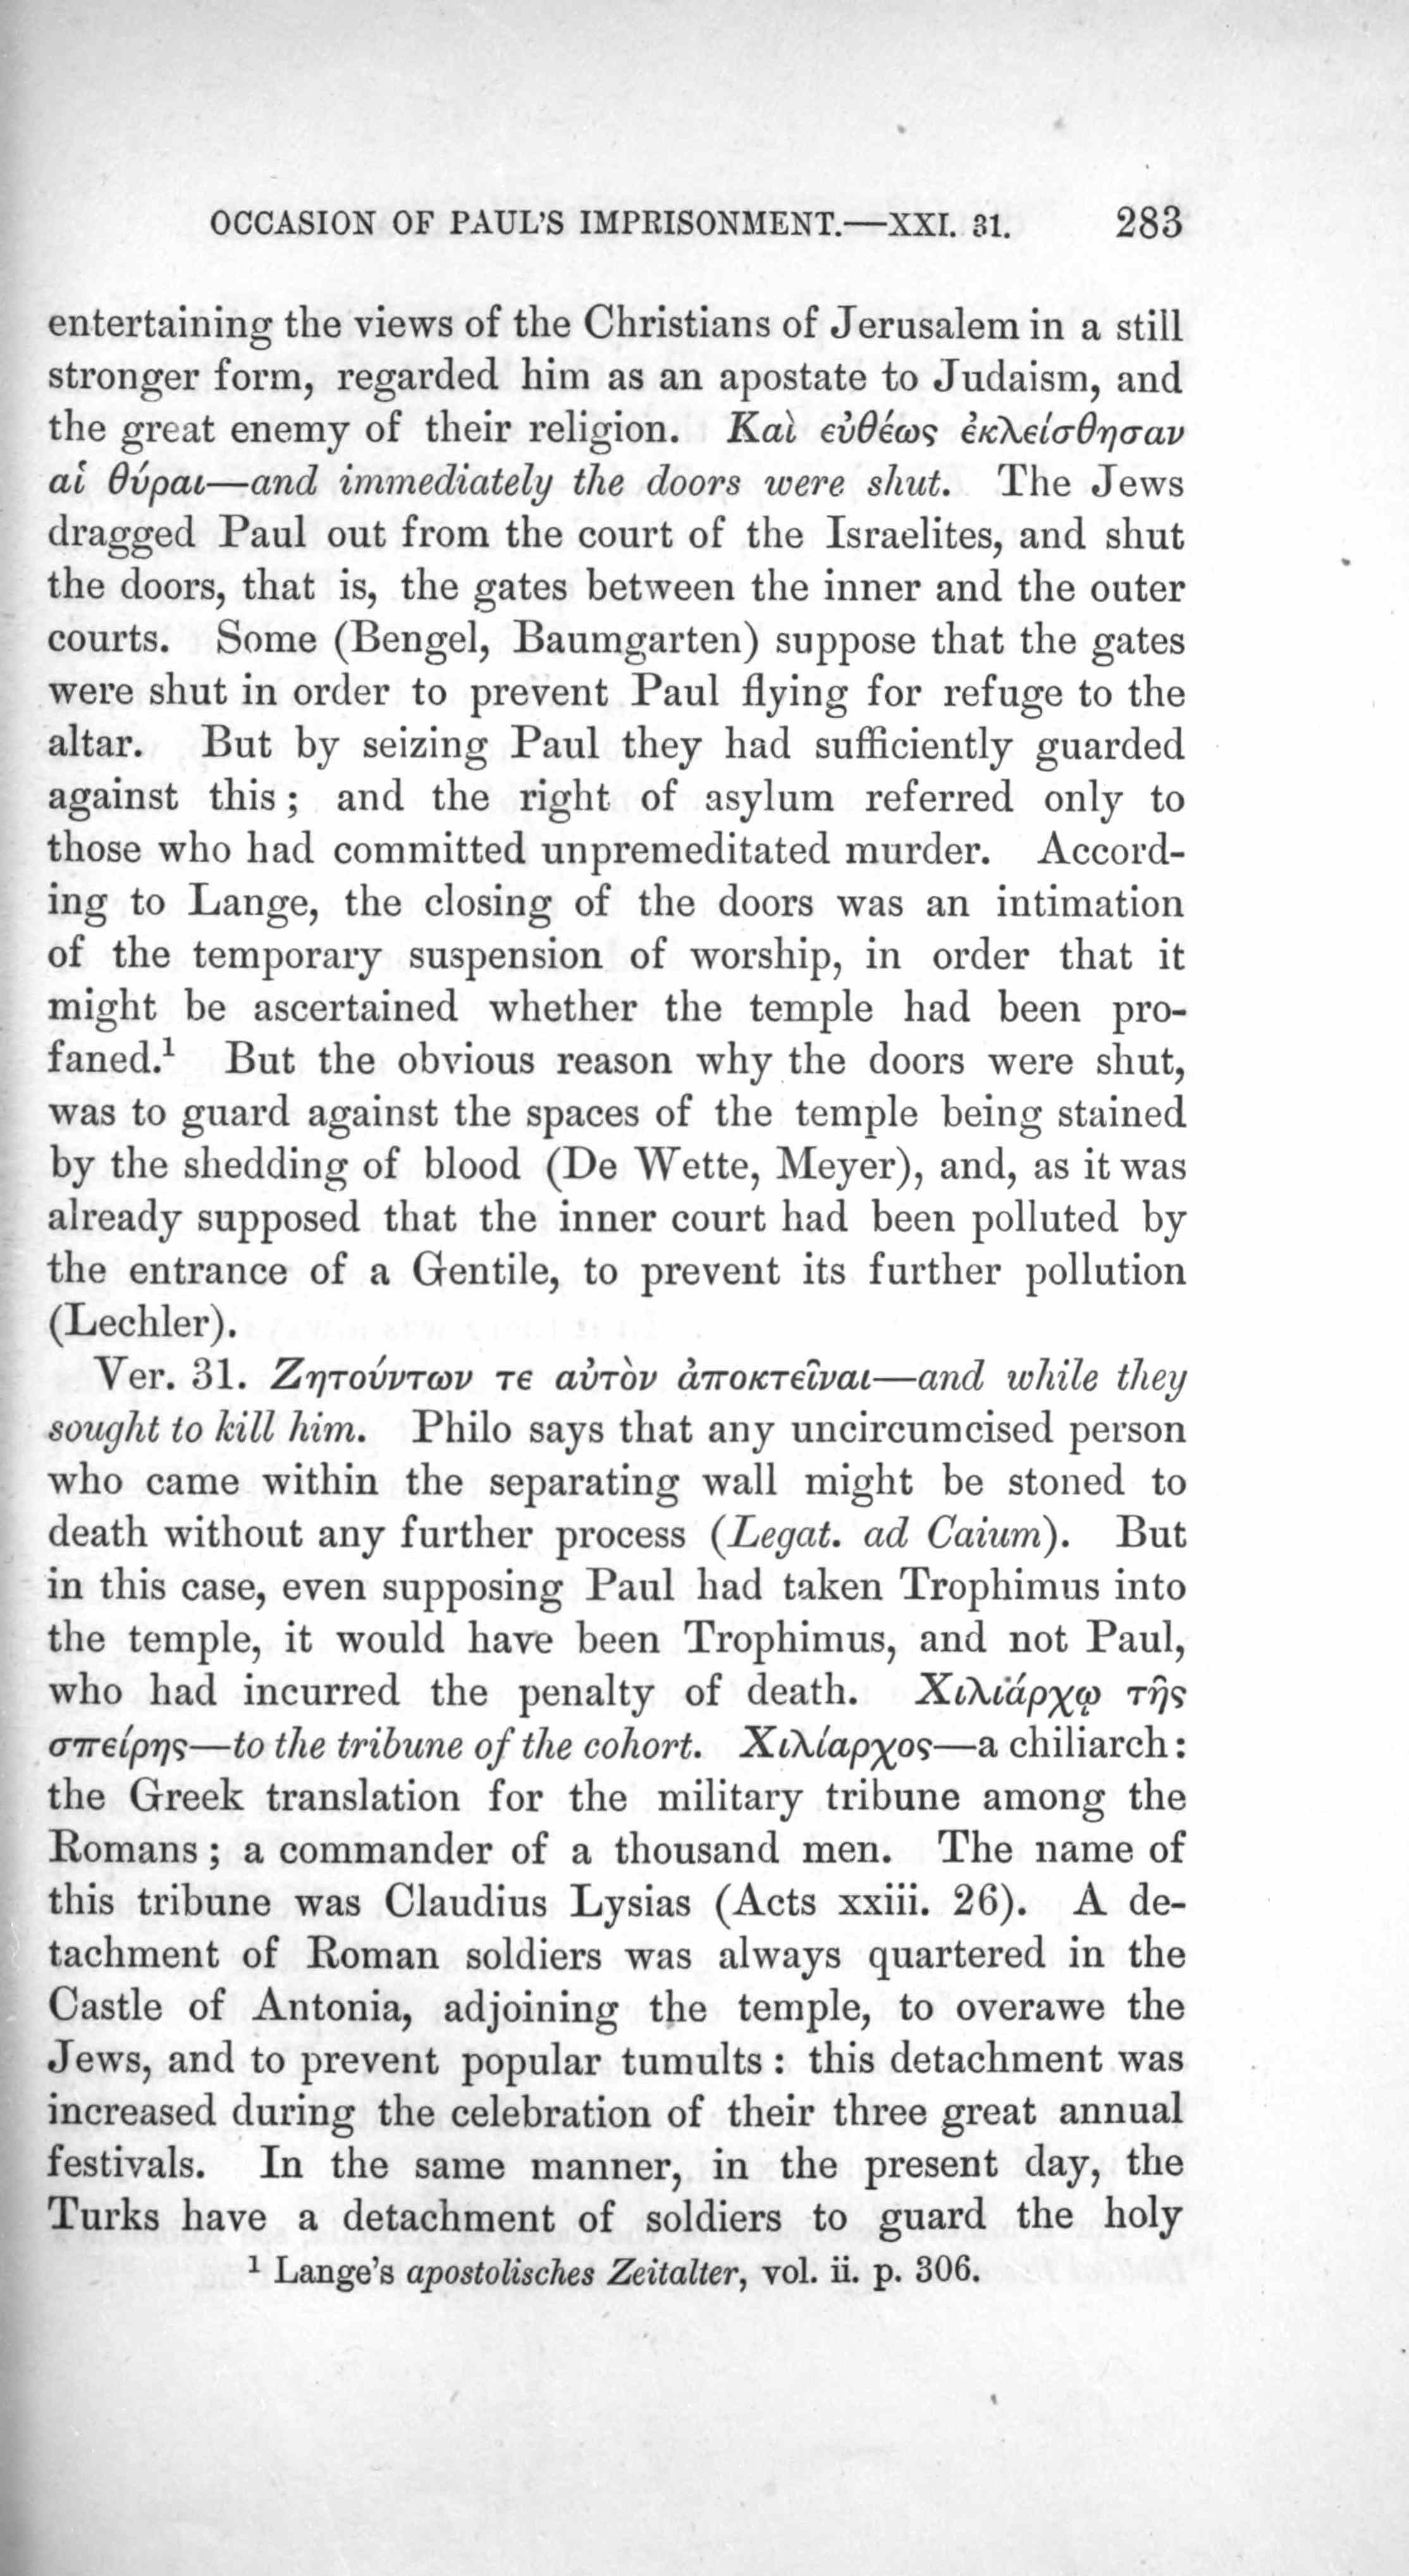 OCCASION OF PAUL'S IMPRISONMENT.—XXI. 31. 283
entertaining the views of the Christians of Jerusalem in a still
stronger form, regarded him as an apostate to Judaism, and
the great enemy of their religion. Καὶ εὐθέως ἐκλείσθησαν
αἱ θύραι—and immediately the doors were shut. The Jews
dragged Paul out from the court of the Israelites, and shut
the doors, that is, the gates between the inner and the outer
courts. Some (Bengel, Baumgarten) suppose that the gates
were shut in order to prevent Paul flying for refuge to the
altar. But by seizing Paul they had sufficiently guarded
against this; and the right of asylum referred only to
those who had committed unpremeditated murder. Accord-
ing to Lange, the closing of the doors was an intimation
of the temporary suspension of worship, in order that it
might be ascertained whether the temple had been pro-
faned.¹ But the obvious reason why the doors were shut,
was to guard against the spaces of the temple being stained
by the shedding of blood (De Wette, Meyer), and, as it was
already supposed that the inner court had been polluted by
the entrance of a Gentile, to prevent its further pollution
(Lechler).
Ver. 31. Ζητούντων τε αὐτὸν ἀποκτεῖναι—and while they
sought to kill him. Philo says that any uncircumcised person
who came within the separating wall might be stoned to
death without any further process (Legat. ad Caium). But
in this case, even supposing Paul had taken Trophimus into
the temple, it would have been Trophimus, and not Paul,
who had incurred the penalty of death. Χιλιάρχῳ τῆς
σπείρης—to the tribune of the cohort. Χιλίαρχος—a chiliarch:
the Greek translation for the military tribune among the
Romans; a commander of a thousand men. The name of
this tribune was Claudius Lysias (Acts xxiii. 26). A de-
tachment of Roman soldiers was always quartered in the
Castle of Antonia, adjoining the temple, to overawe the
Jews, and to prevent popular tumults: this detachment was
increased during the celebration of their three great annual
festivals. In the same manner, in the present day, the
Turks have a detachment of soldiers to guard the holy
¹ Lange's apostolisches Zeitalter, vol. ii. p. 306.